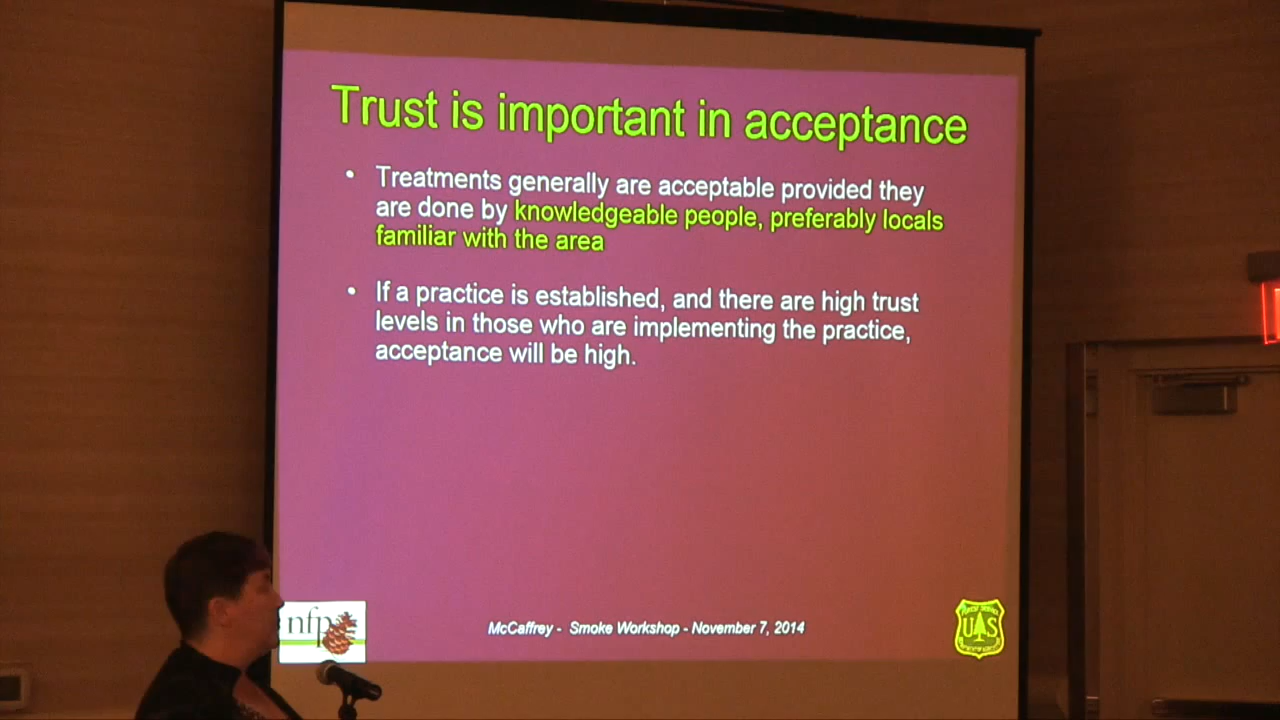 Trust is important in acceptance
• Treatments generally are acceptable provided they
are done by knowledgeable people, preferably locals
familiar with the area
• If a practice is established, and there are high trust
levels in those who are implementing the practice,
acceptance will be high.
nfp
McCaffrey - Smoke Workshop - November 7, 2014
FOREST SERVICE
U S